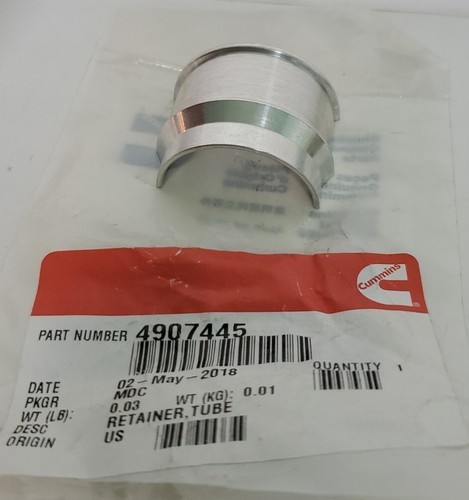 Cummins
PART NUMBER 4907445
DATE 02-May-2018 QUANTITY 1
PKGR MDC
WT (LB): 0.03 WT (KG): 0.01
DESC RETAINER,TUBE
ORIGIN US